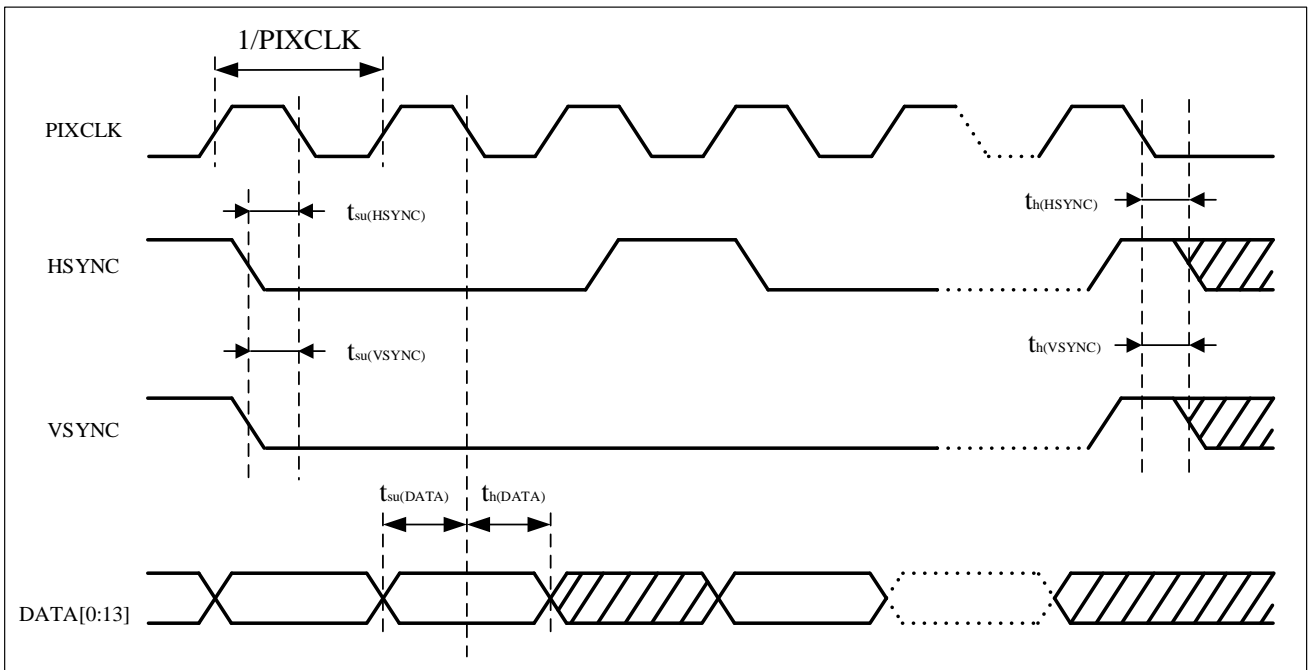 1/PIXCLK
PIXCLK
tsu(HSYNC)
th(HSYNC)
HSYNC
tsu(VSYNC)
th(VSYNC)
VSYNC
tsu(DATA)
th(DATA)
DATA[0:13]